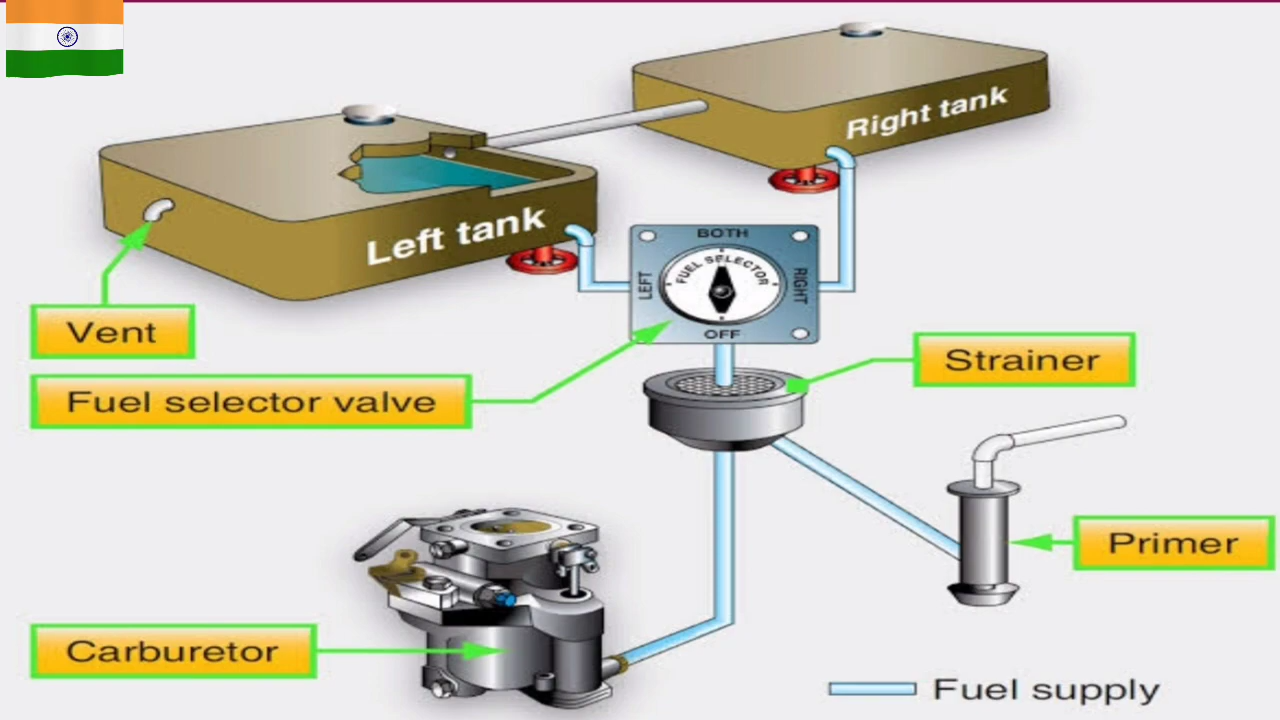 Right tank
Left tank
BOTH
FUEL SELECTOR
LEFT
RIGHT
OFF
Vent
Fuel selector valve
Strainer
Primer
Carburetor
Fuel supply